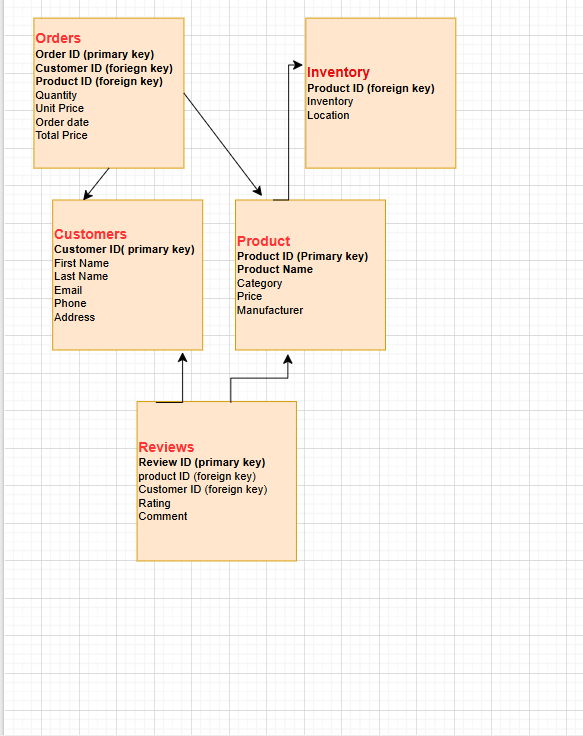 Orders
Order ID (primary key)
Customer ID (foriegn key)
Product ID (foreign key)
Quantity
Unit Price
Order date
Total Price
Inventory
Product ID (foreign key)
Inventory
Location
Customers
Customer ID( primary key)
First Name
Last Name
Email
Phone
Address
Product
Product ID (Primary key)
Product Name
Category
Price
Manufacturer
Reviews
Review ID (primary key)
product ID (foreign key)
Customer ID (foreign key)
Rating
Comment